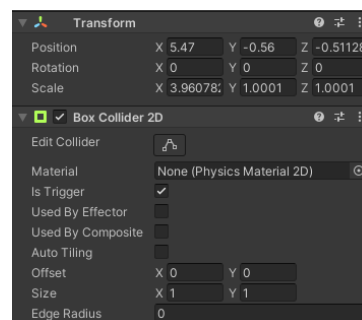 Transform
Position X 5.47 Y -0.56 Z -0.51128
Rotation X 0 Y 0 Z 0
Scale X 3.960782 Y 1.0001 Z 1.0001
Box Collider 2D
Edit Collider
Material None (Physics Material 2D)
Is Trigger
Used By Effector
Used By Composite
Auto Tiling
Offset X 0 Y 0
Size X 1 Y 1
Edge Radius 0